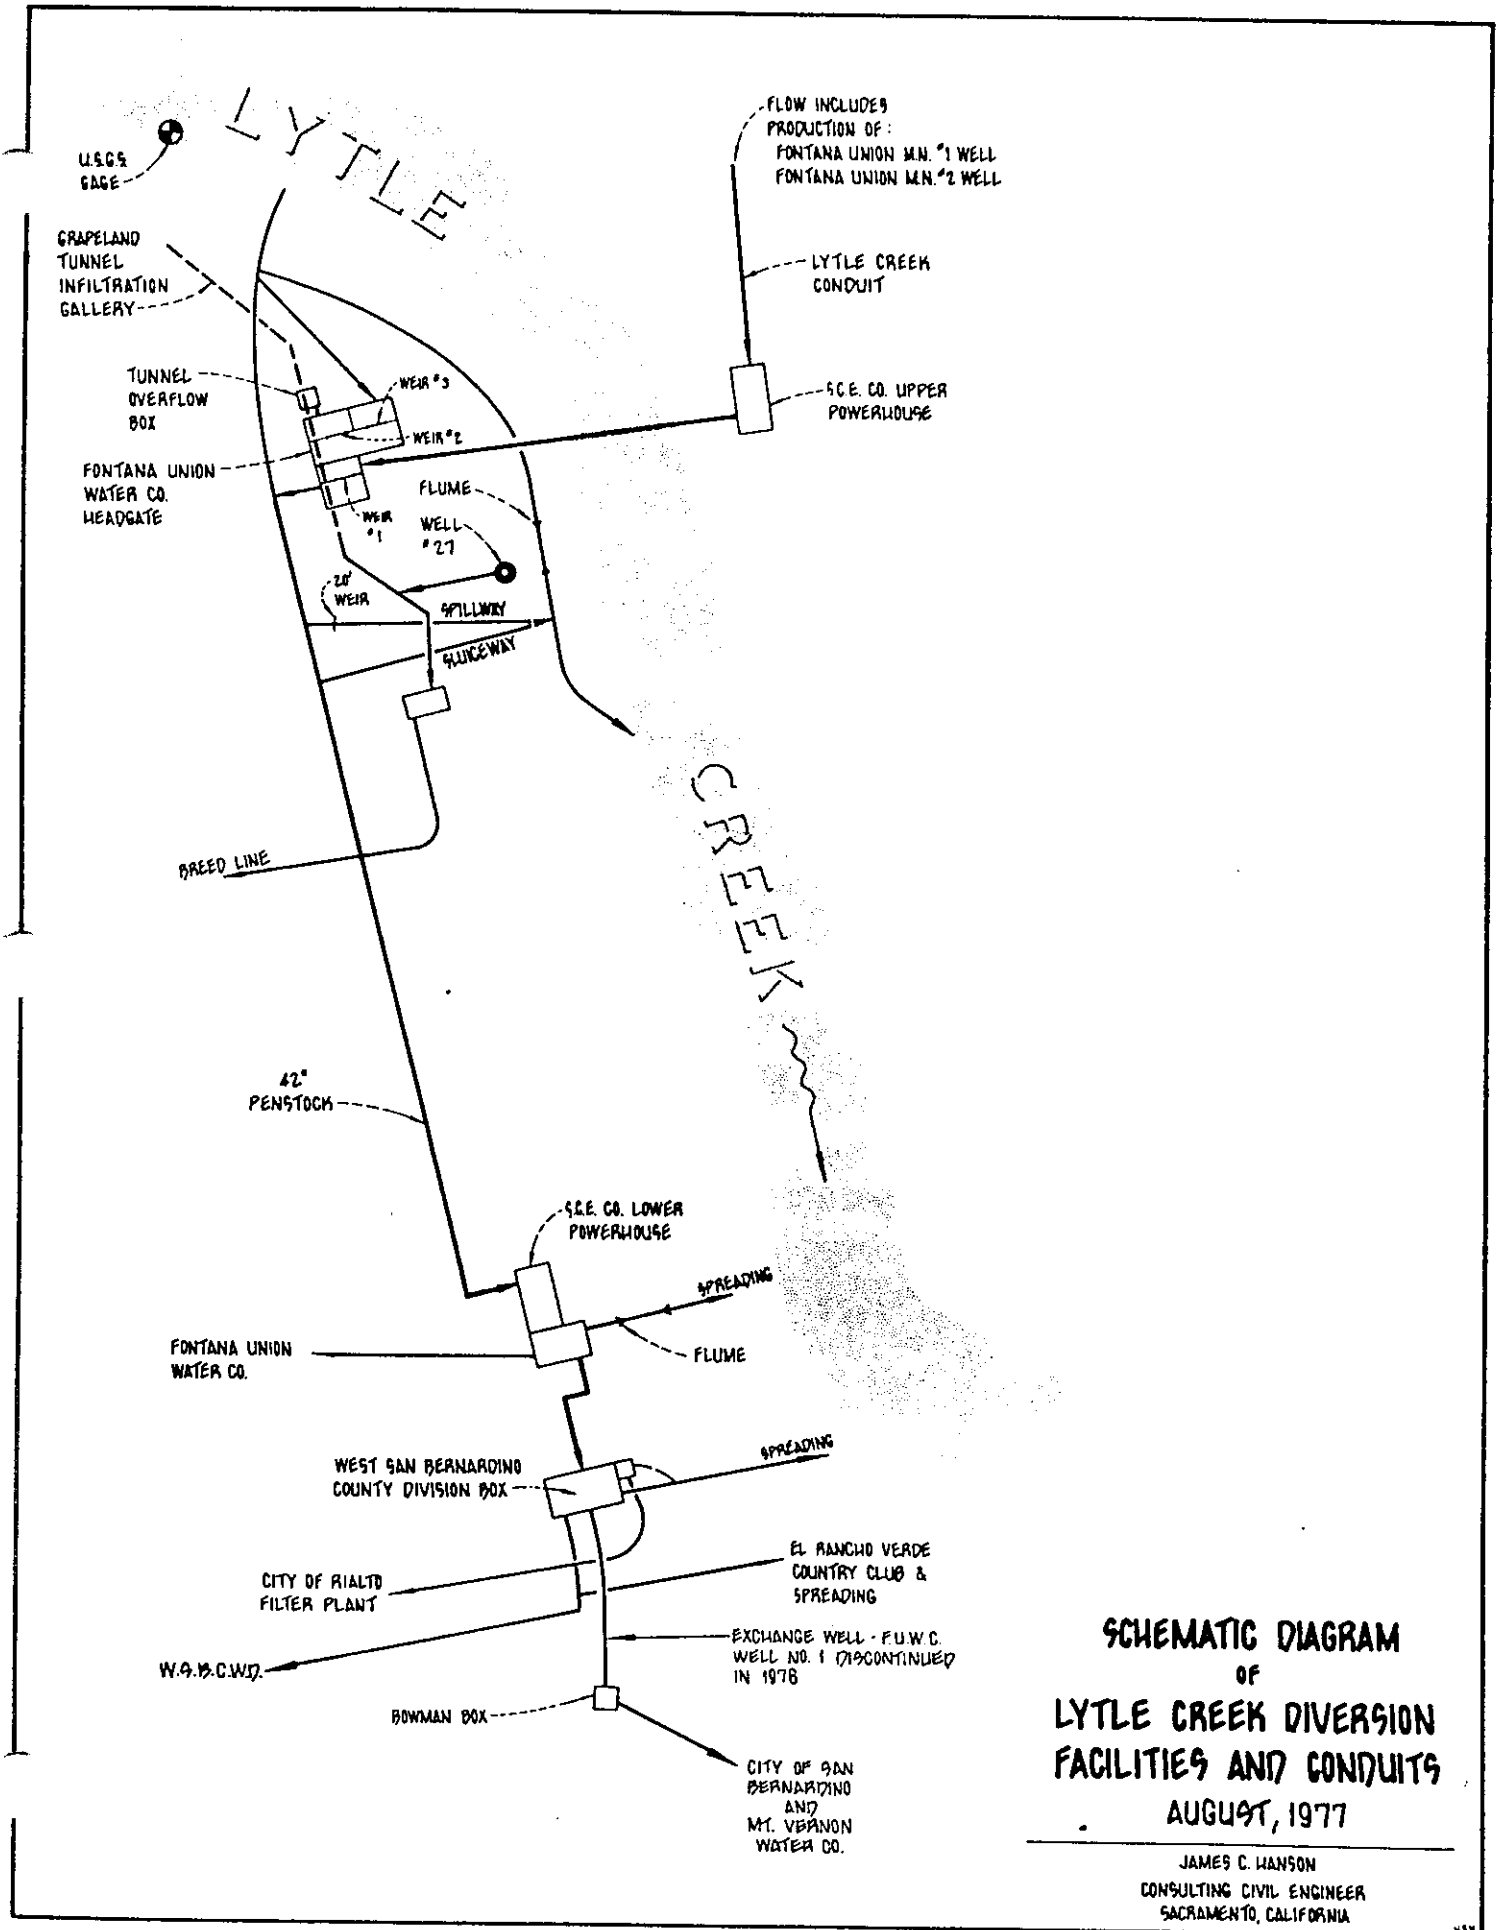 LYTLE
U.S.G.S.
GAGE
FLOW INCLUDES
PRODUCTION OF:
FONTANA UNION M.N. #1 WELL
FONTANA UNION M.N. #2 WELL
GRAPELAND
TUNNEL
INFILTRATION
GALLERY
LYTLE CREEK
CONDUIT
TUNNEL
OVERFLOW
BOX
WEIR #3
S.C.E. CO. UPPER
POWERHOUSE
WEIR #2
FONTANA UNION
WATER CO.
HEADGATE
FLUME
WEIR
#1
WELL
#27
20'
WEIR
SPILLWAY
SLUICEWAY
CREEK
BREED LINE
42"
PENSTOCK
S.C.E. CO. LOWER
POWERHOUSE
SPREADING
FONTANA UNION
WATER CO.
FLUME
SPREADING
WEST SAN BERNARDINO
COUNTY DIVISION BOX
EL RANCHO VERDE
COUNTRY CLUB &
SPREADING
CITY OF RIALTO
FILTER PLANT
EXCHANGE WELL - F.U.W.C.
WELL NO. 1 DISCONTINUED
IN 1976
W.S.B.C.W.D.
BOWMAN BOX
CITY OF SAN
BERNARDINO
AND
MT. VERNON
WATER CO.
SCHEMATIC DIAGRAM
OF
LYTLE CREEK DIVERSION
FACILITIES AND CONDUITS
AUGUST, 1977
JAMES C. HANSON
CONSULTING CIVIL ENGINEER
SACRAMENTO, CALIFORNIA